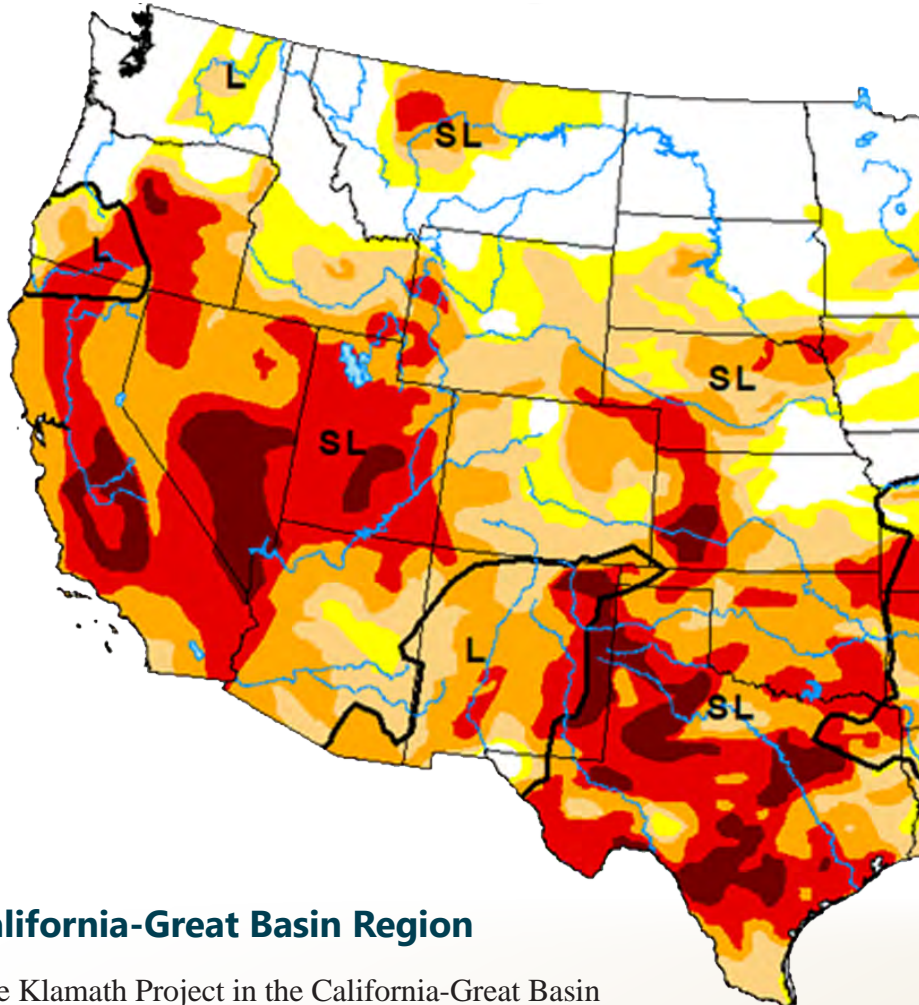 L
SL
L
SL
SL
L
SL
alifornia-Great Basin Region
e Klamath Project in the California-Great Basin